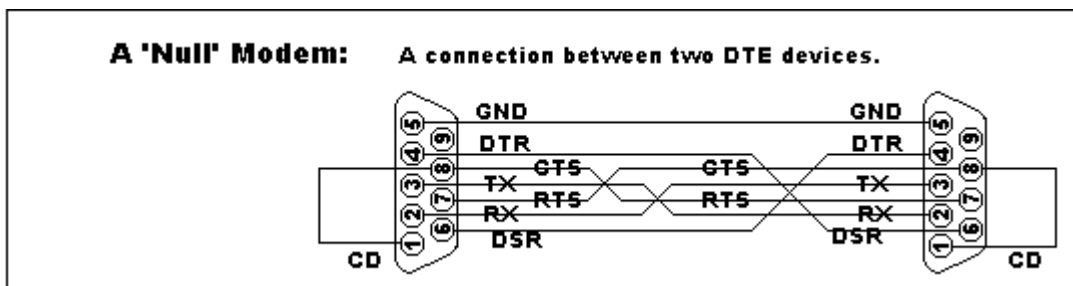 A 'Null' Modem: A connection between two DTE devices.
GND GND
5 9 5 9
DTR DTR
4 4
8 CTS CTS 8
3 TX TX 3
7 RTS RTS 7
2 RX RX 2
6 DSR DSR 6
1 1
CD CD